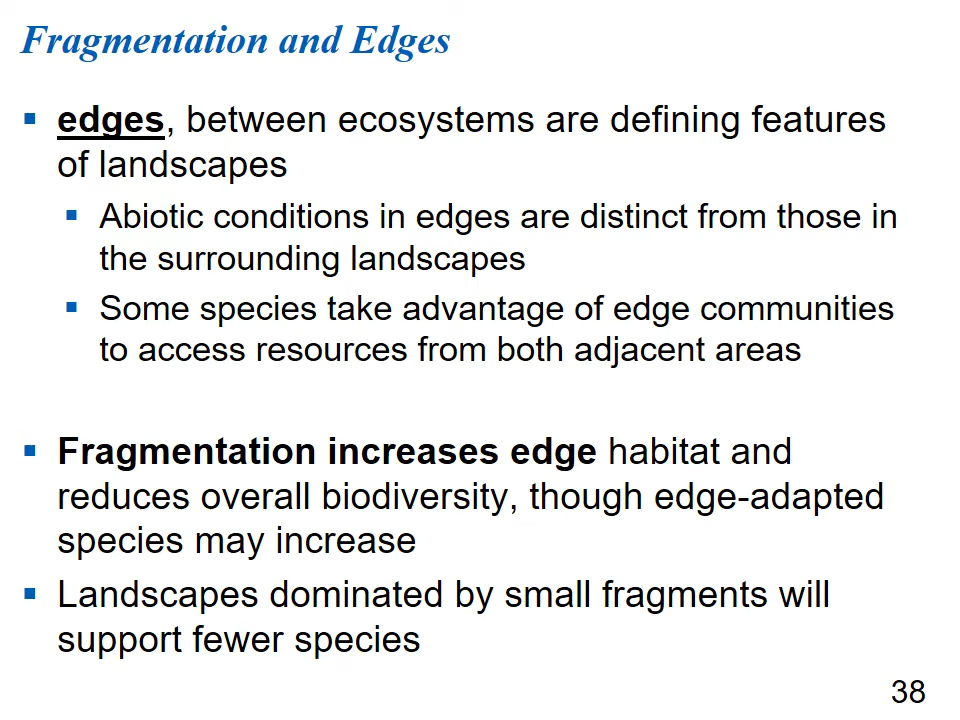 Fragmentation and Edges
▪ edges, between ecosystems are defining features
of landscapes
▪ Abiotic conditions in edges are distinct from those in
the surrounding landscapes
▪ Some species take advantage of edge communities
to access resources from both adjacent areas
▪ Fragmentation increases edge habitat and
reduces overall biodiversity, though edge-adapted
species may increase
▪ Landscapes dominated by small fragments will
support fewer species
38